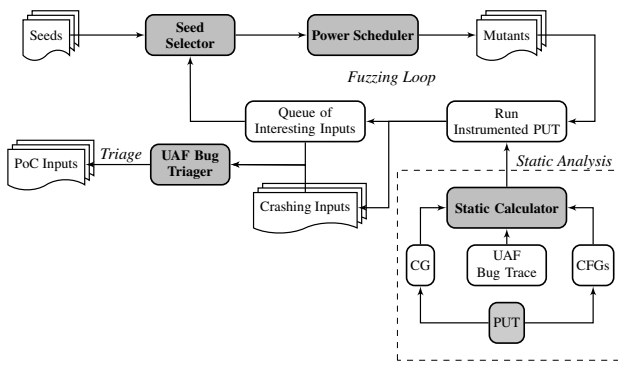 Seeds
Seed
Selector
Power Scheduler
Mutants
Fuzzing Loop
Queue of
Interesting Inputs
Run
Instrumented PUT
PoC Inputs
Triage
UAF Bug
Triager
Crashing Inputs
Static Analysis
Static Calculator
CG
UAF
Bug Trace
CFGs
PUT